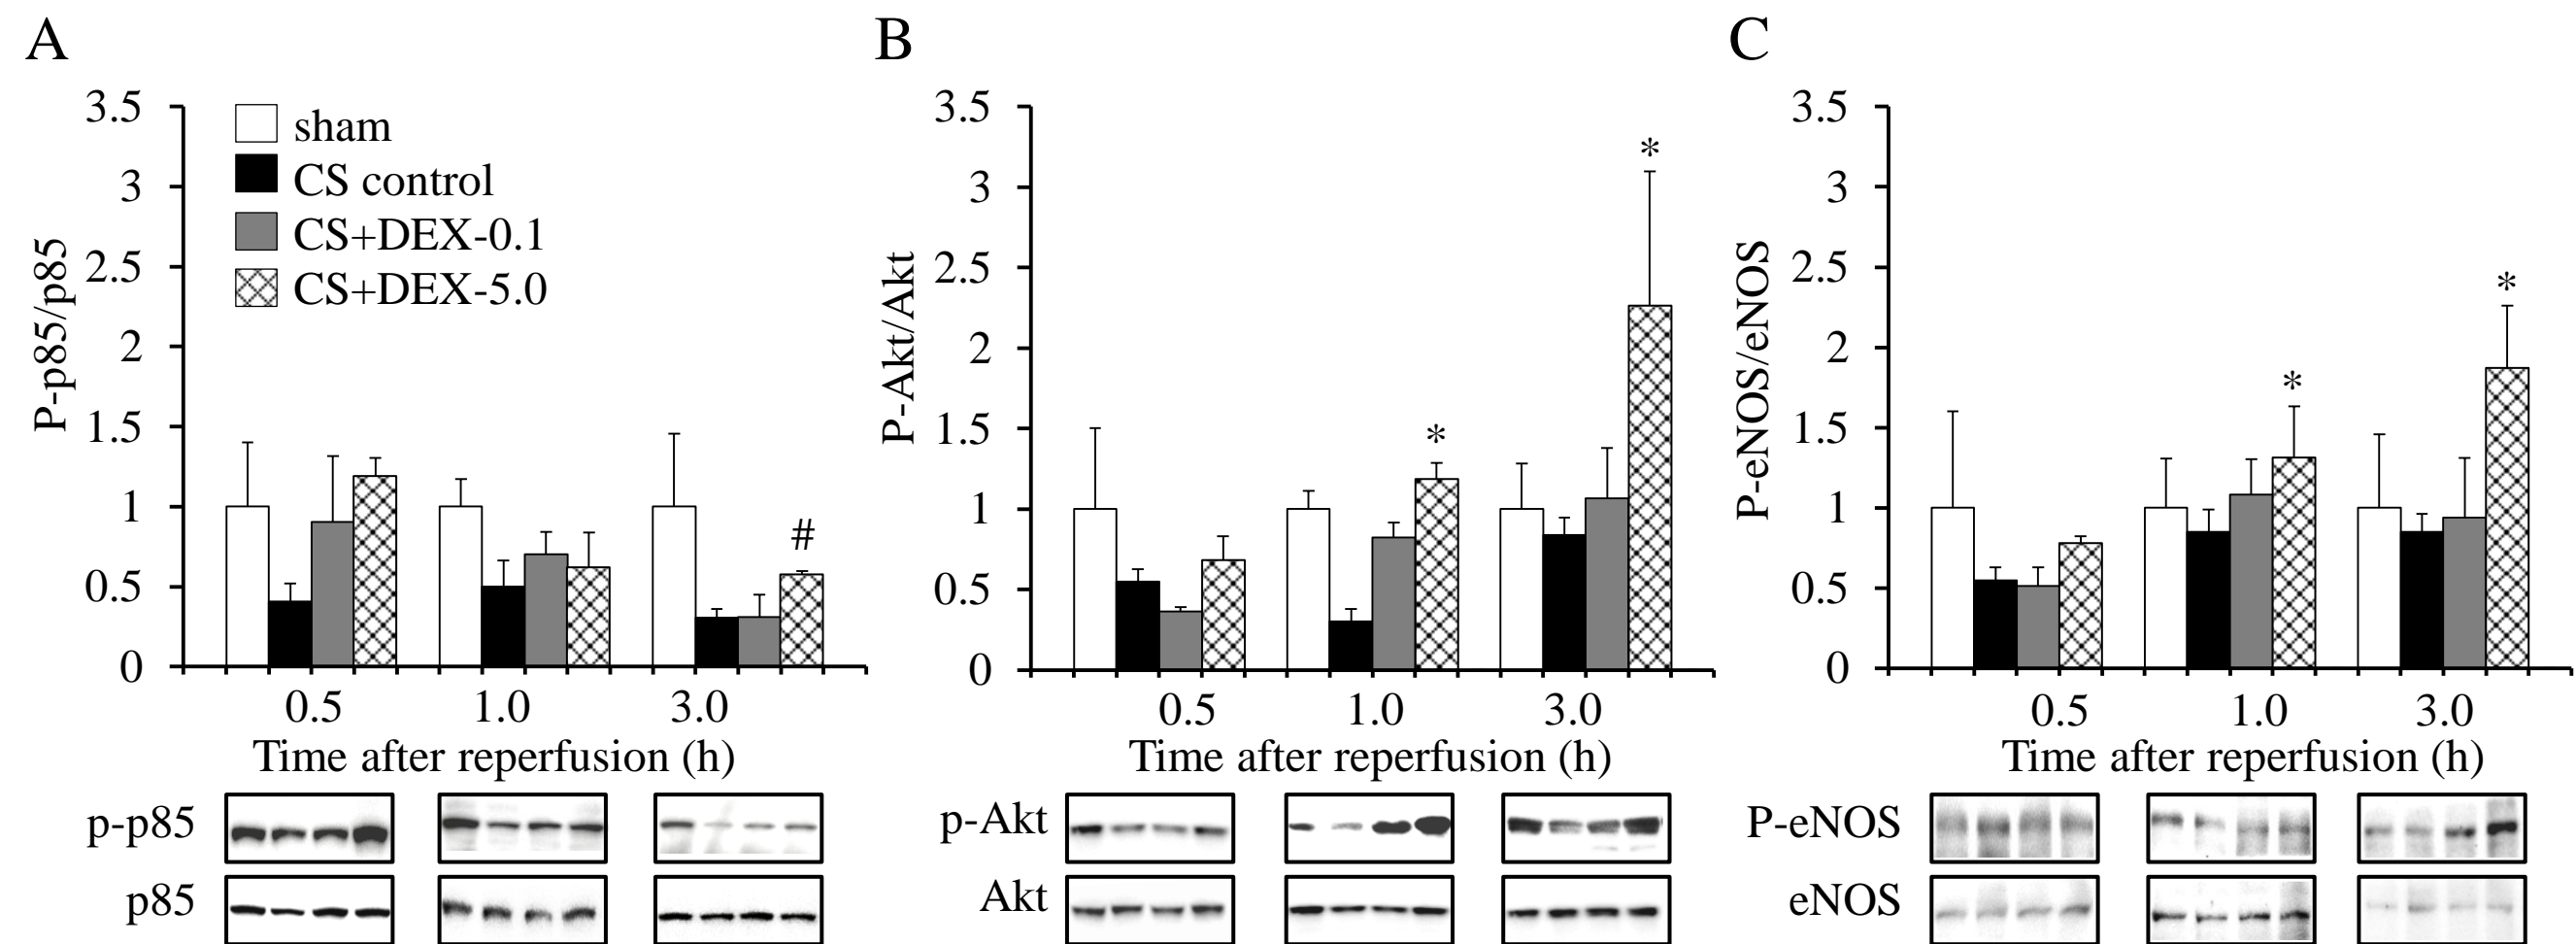 A
3.5
3
2.5
2
1.5
1
0.5
0
P-p85/p85
sham
CS control
CS+DEX-0.1
CS+DEX-5.0
#
0.5 1.0 3.0
Time after reperfusion (h)
p-p85
p85
B
3.5
3
2.5
2
1.5
1
0.5
0
P-Akt/Akt
*
*
0.5 1.0 3.0
Time after reperfusion (h)
p-Akt
Akt
C
3.5
3
2.5
2
1.5
1
0.5
0
P-eNOS/eNOS
*
*
0.5 1.0 3.0
Time after reperfusion (h)
P-eNOS
eNOS